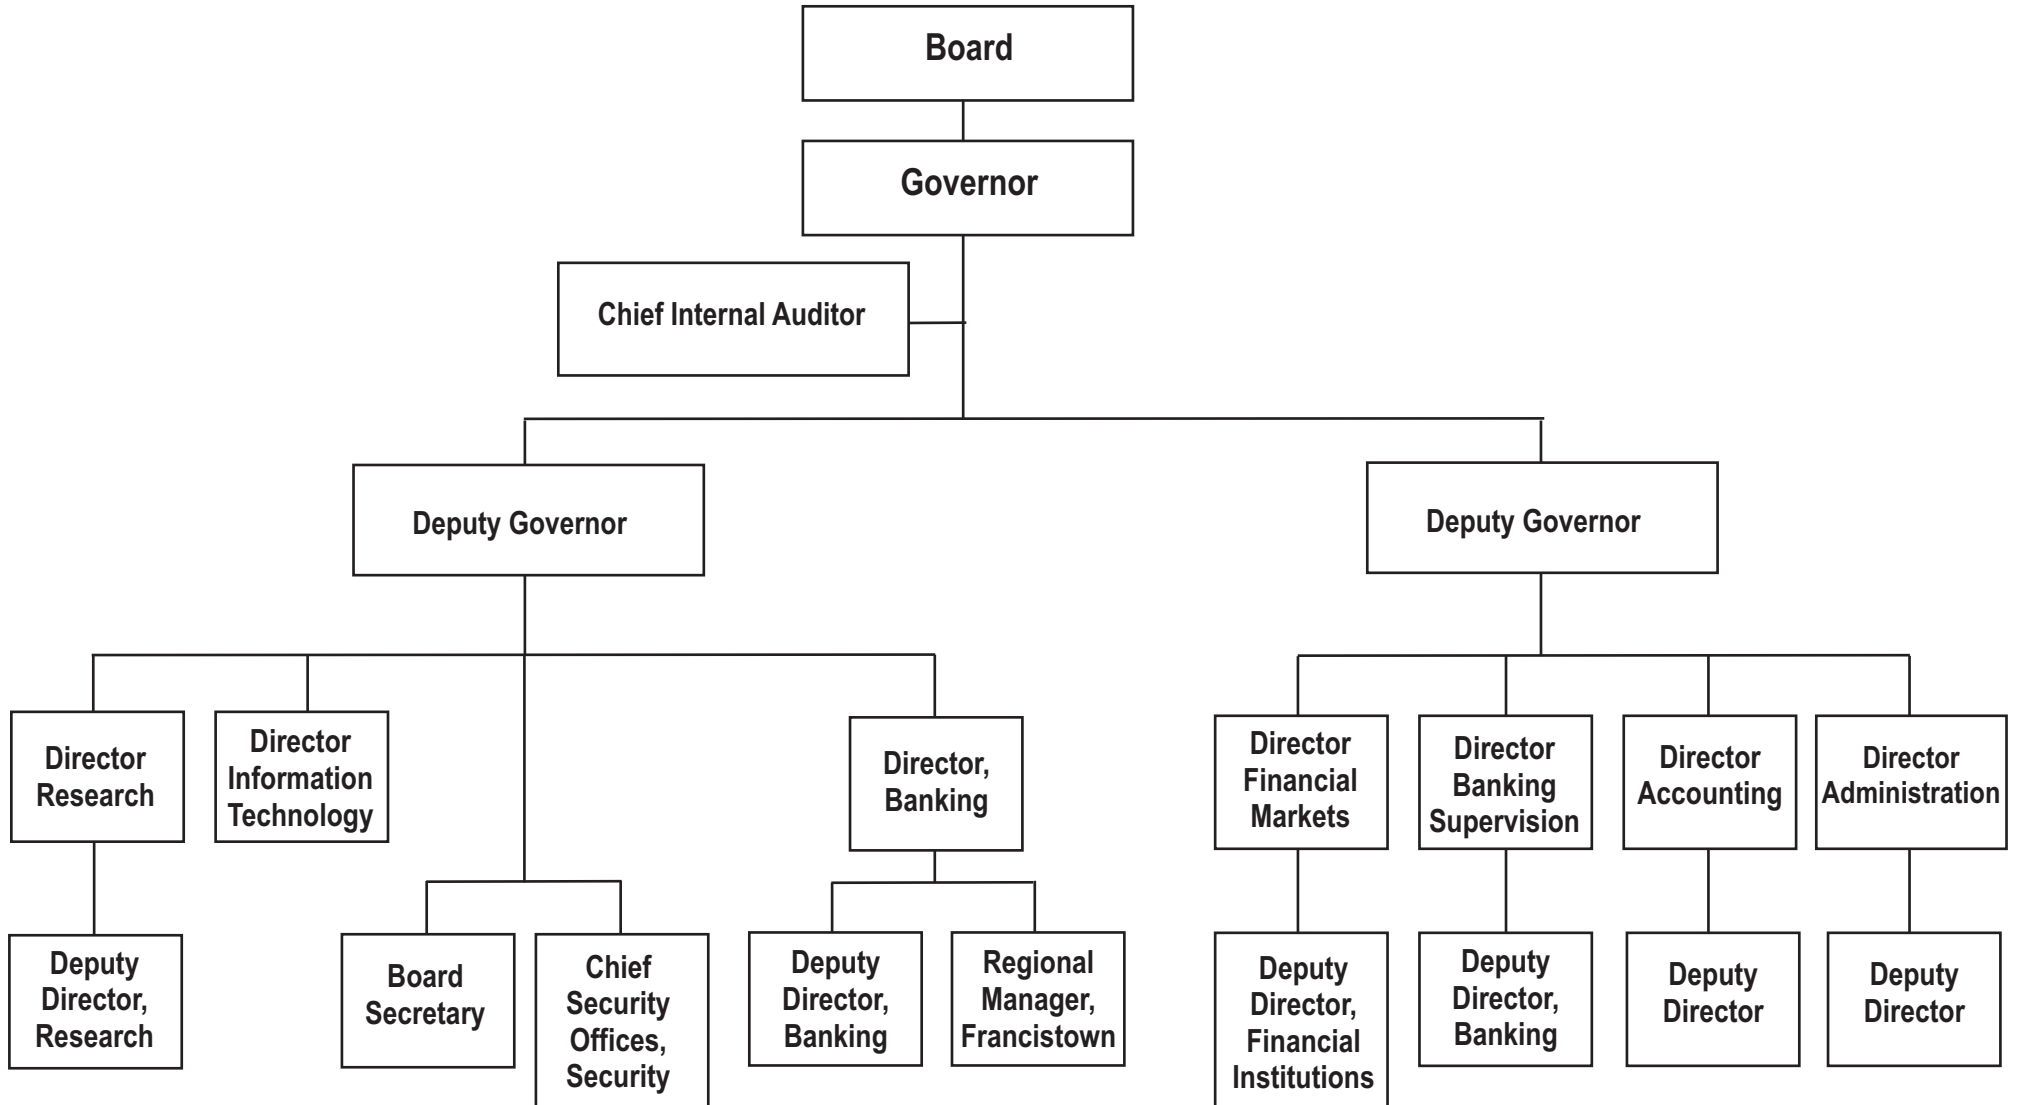 Board
Governor
Chief Internal Auditor
Deputy Governor
Deputy Governor
Director
Research
Director
Information
Technology
Director,
Banking
Director
Financial
Markets
Director
Banking
Supervision
Director
Accounting
Director
Administration
Deputy
Director,
Research
Board
Secretary
Chief
Security
Offices,
Security
Deputy
Director,
Banking
Regional
Manager,
Francistown
Deputy
Director,
Financial
Institutions
Deputy
Director,
Banking
Deputy
Director
Deputy
Director